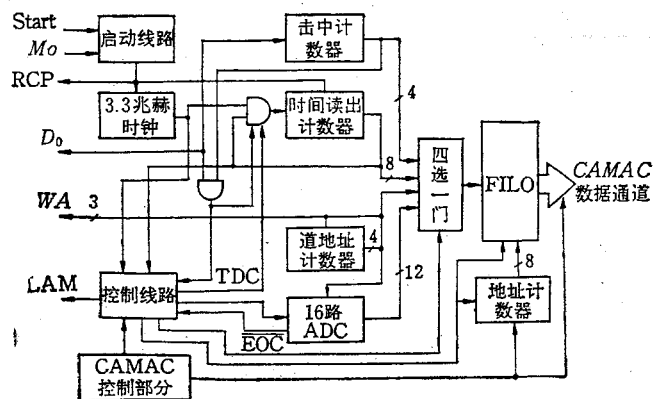 Start
Mo
启动线路
击中计
数器
RCP
3.3兆赫
时钟
时间读出
计数器
4
D₀
8
四
选
一
门
FILO
CAMAC
数据通道
WA
3
道地址
计数器
4
12
8
TDC
LAM
控制线路
16路
ADC
地址计
数器
EOC
CAMAC
控制部分